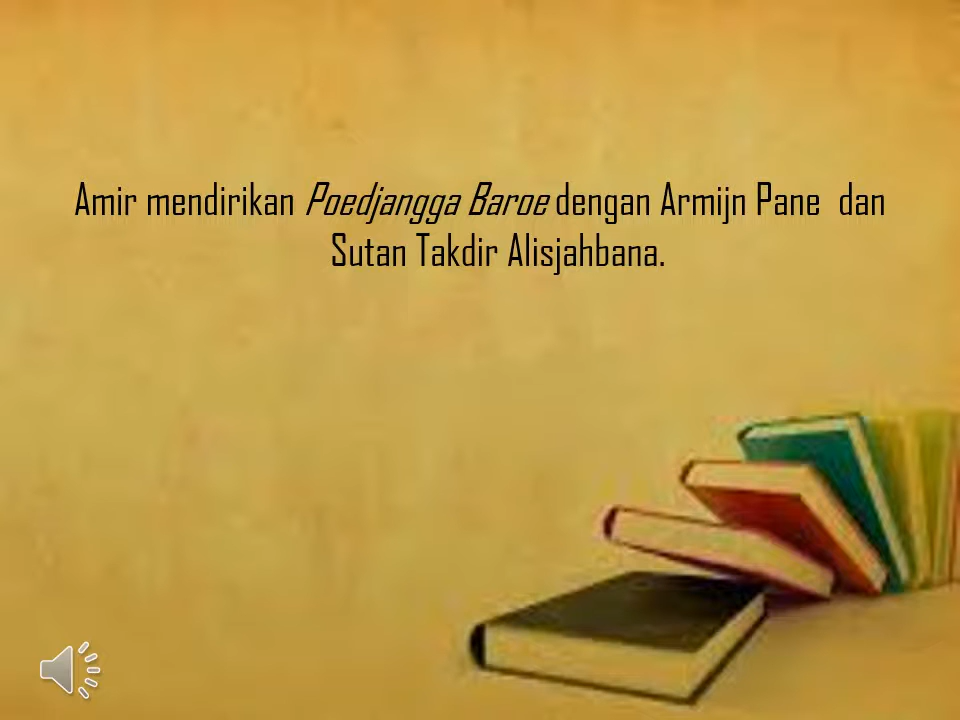 Amir mendirikan Poedjangga Baroe dengan Armijn Pane  dan
Sutan Takdir Alisjahbana.